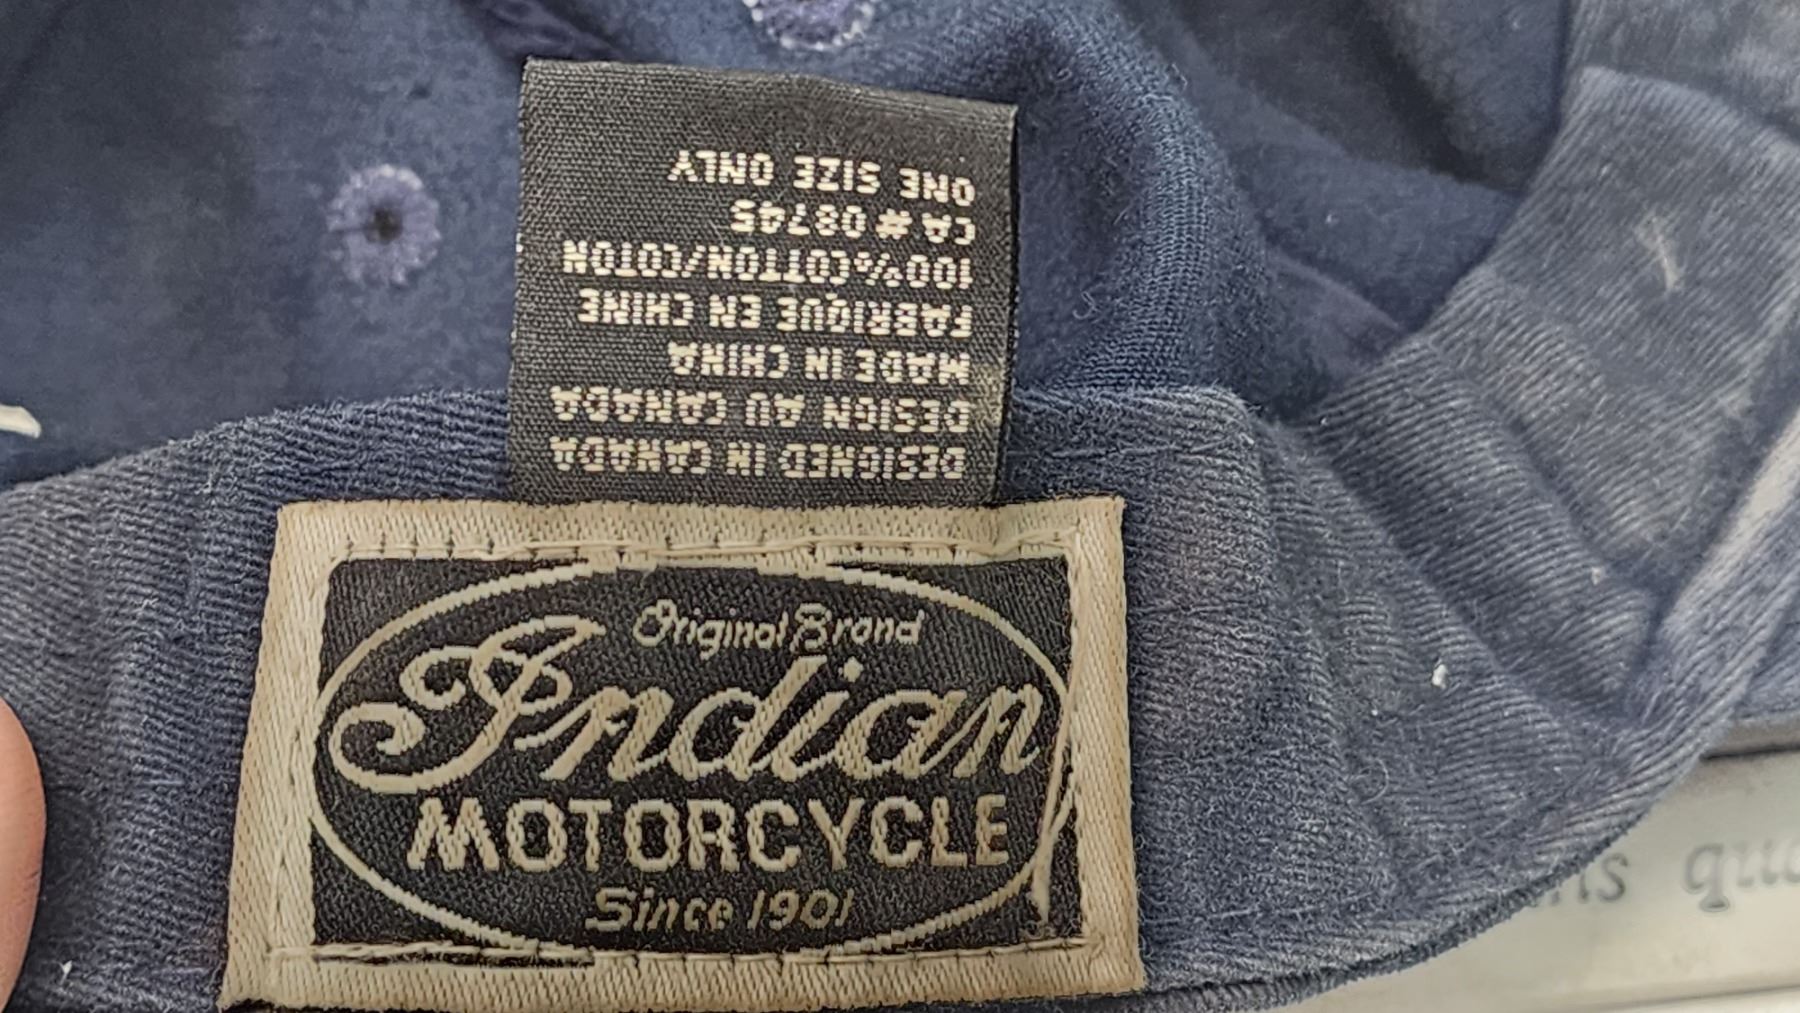 Original Brand
Indian
MOTORCYCLE
Since 1901
DESIGNED IN CANADA
DESIGN AU CANADA
MADE IN CHINA
FABRIQUE EN CHINE
100% COTTON/COTON
CA# 08745
ONE SIZE ONLY